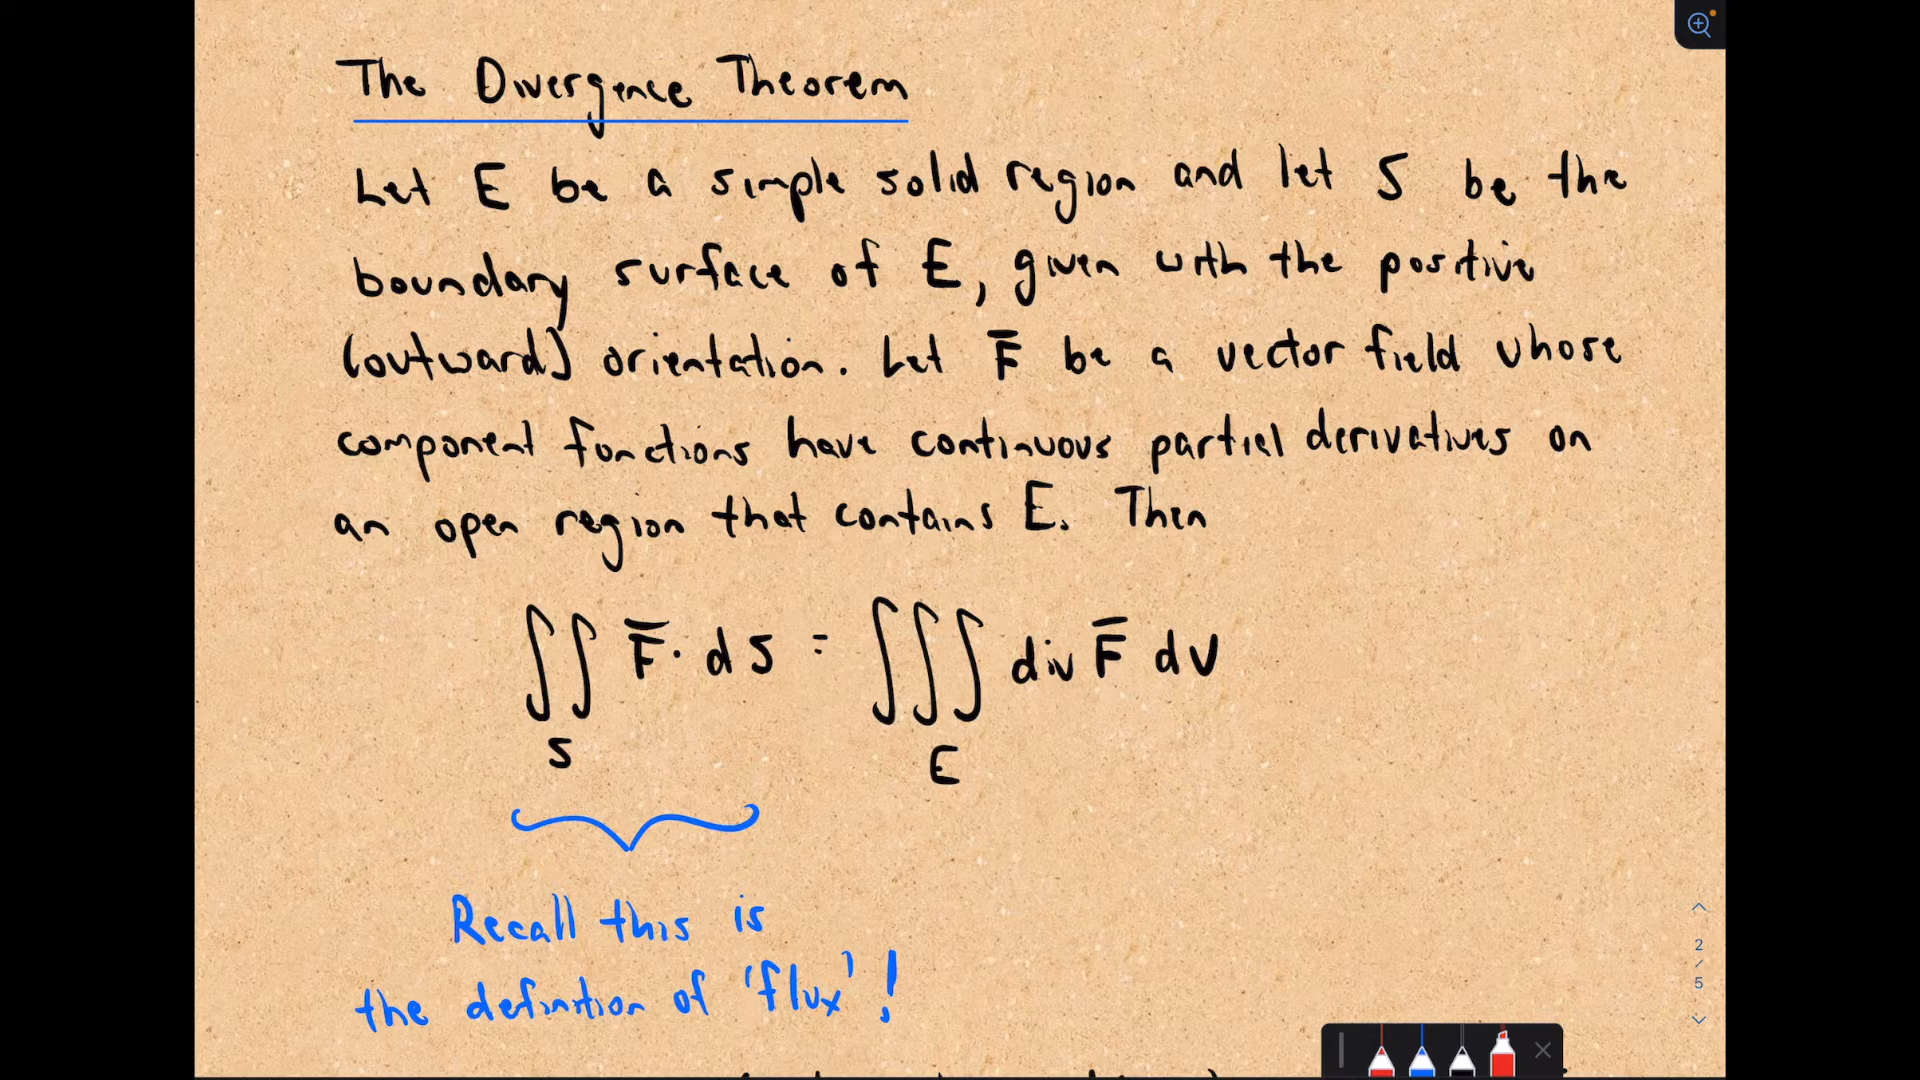 The Divergence Theorem
Let E be a simple solid region and let S be the
boundary surface of E, given with the positive
(outward) orientation. Let F̅ be a vector field whose
component functions have continuous partial derivatives on
an open region that contains E. Then
∬ F̅ · dS = ∭ div F̅ dV
S E
Recall this is
the definition of 'flux'!
2
/
5